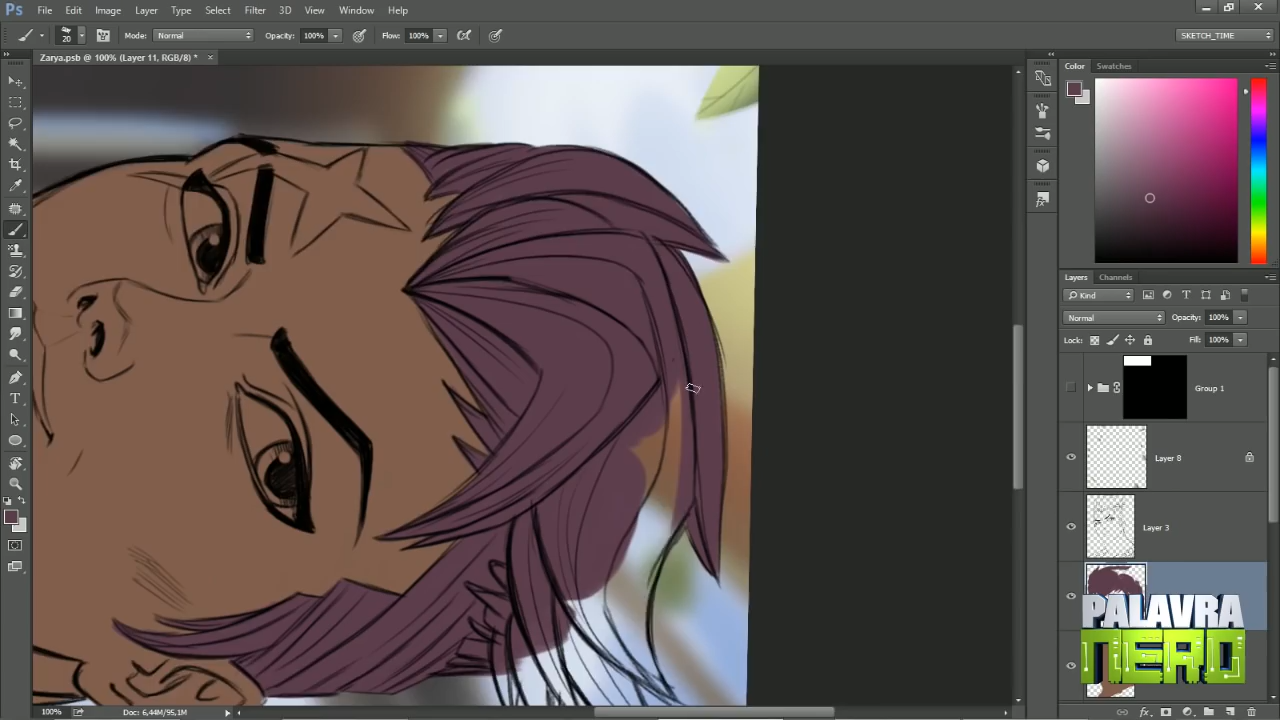 Ps File Edit Image Layer Type Select Filter 3D View Window Help
20 Mode: Normal Opacity: 100% Flow: 100% SKETCH_TIME
Zarya.psb @ 100% (Layer 11, RGB/8) * ×
Color Swatches
Layers Channels
Kind
Normal Opacity: 100%
Lock: Fill: 100%
Group 1
Layer 8
Layer 3
PALAVRA
NERD
100% Doc: 6,44M/95,1M